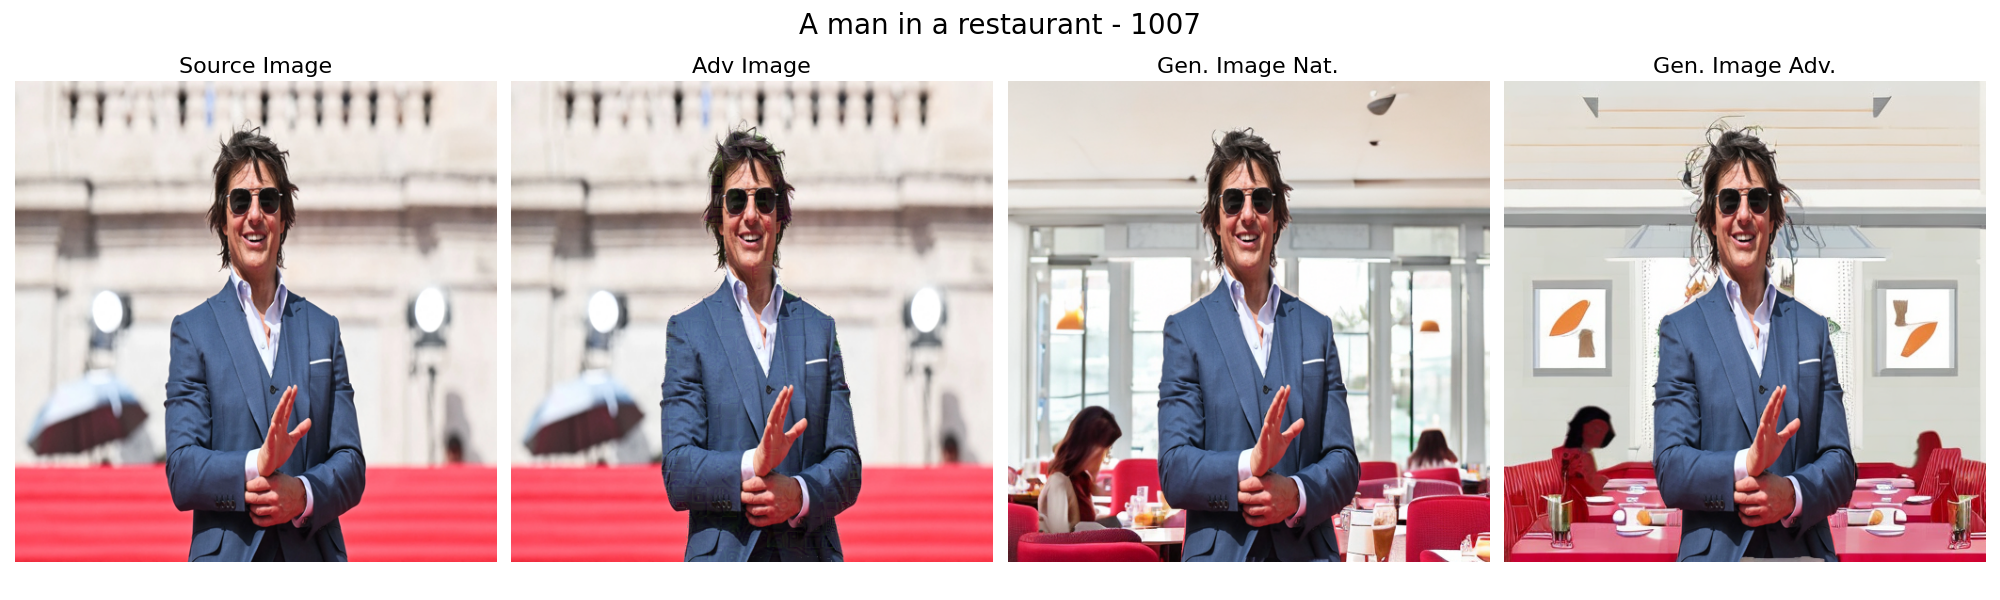 A man in a restaurant - 1007
Source Image
Adv Image
Gen. Image Nat.
Gen. Image Adv.